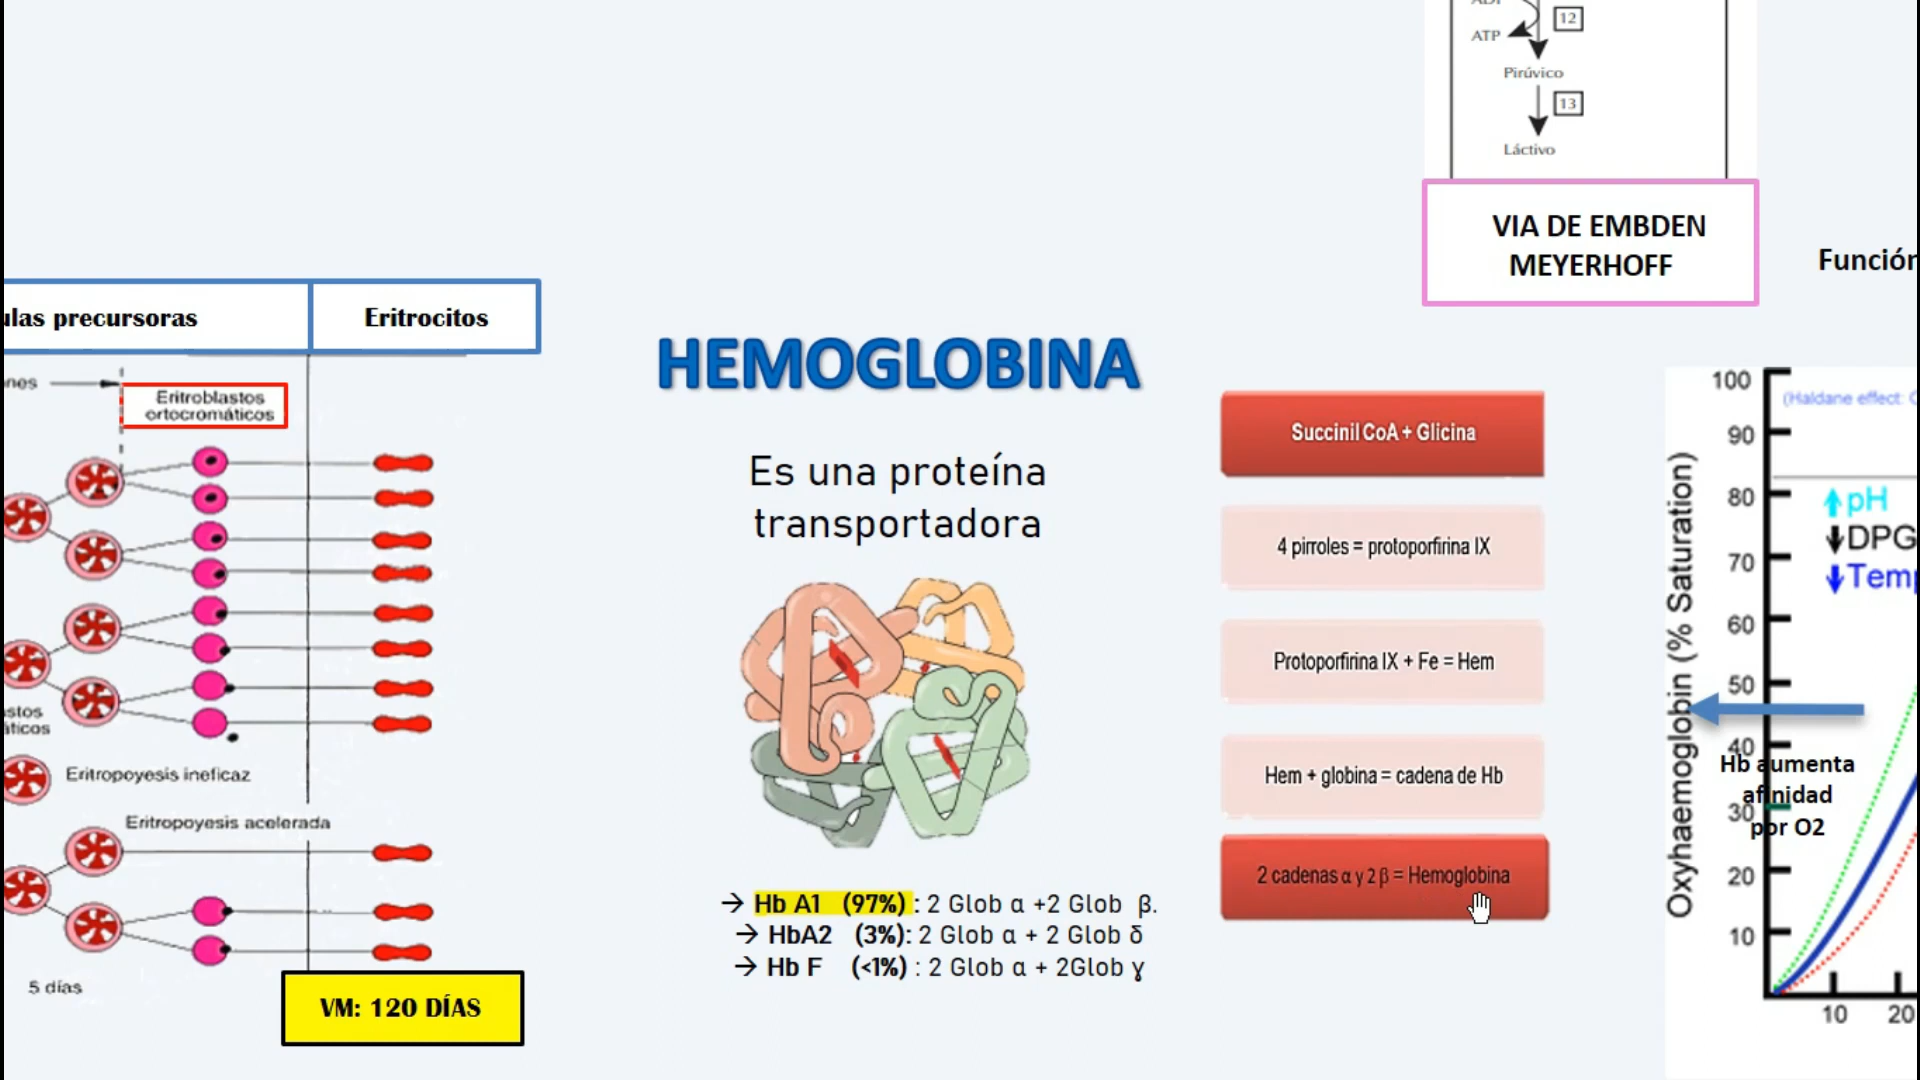 ATP
12
Pirúvico
13
Láctivo
VIA DE EMBDEN
MEYERHOFF
Función
ulas precursoras
Eritrocitos
nes
Eritroblastos
ortocromáticos
Eritropoyesis ineficaz
Eritropoyesis acelerada
5 días
VM: 120 DÍAS
HEMOGLOBINA
Es una proteína
transportadora
→ Hb A1 (97%) : 2 Glob α +2 Glob β.
→ HbA2 (3%): 2 Glob α + 2 Glob δ
→ Hb F (<1%) : 2 Glob α + 2Glob ɣ
Succinil CoA + Glicina
4 pirroles = protoporfirina IX
Protoporfirina IX + Fe = Hem
Hem + globina = cadena de Hb
2 cadenas α y 2 β = Hemoglobina
Oxyhaemoglobin (% Saturation)
100
90
80
70
60
50
40
30
20
10
(Haldane effect:
↑ pH
↓ DPG
↓ Temp
Hb aumenta
afinidad
por O2
10
20